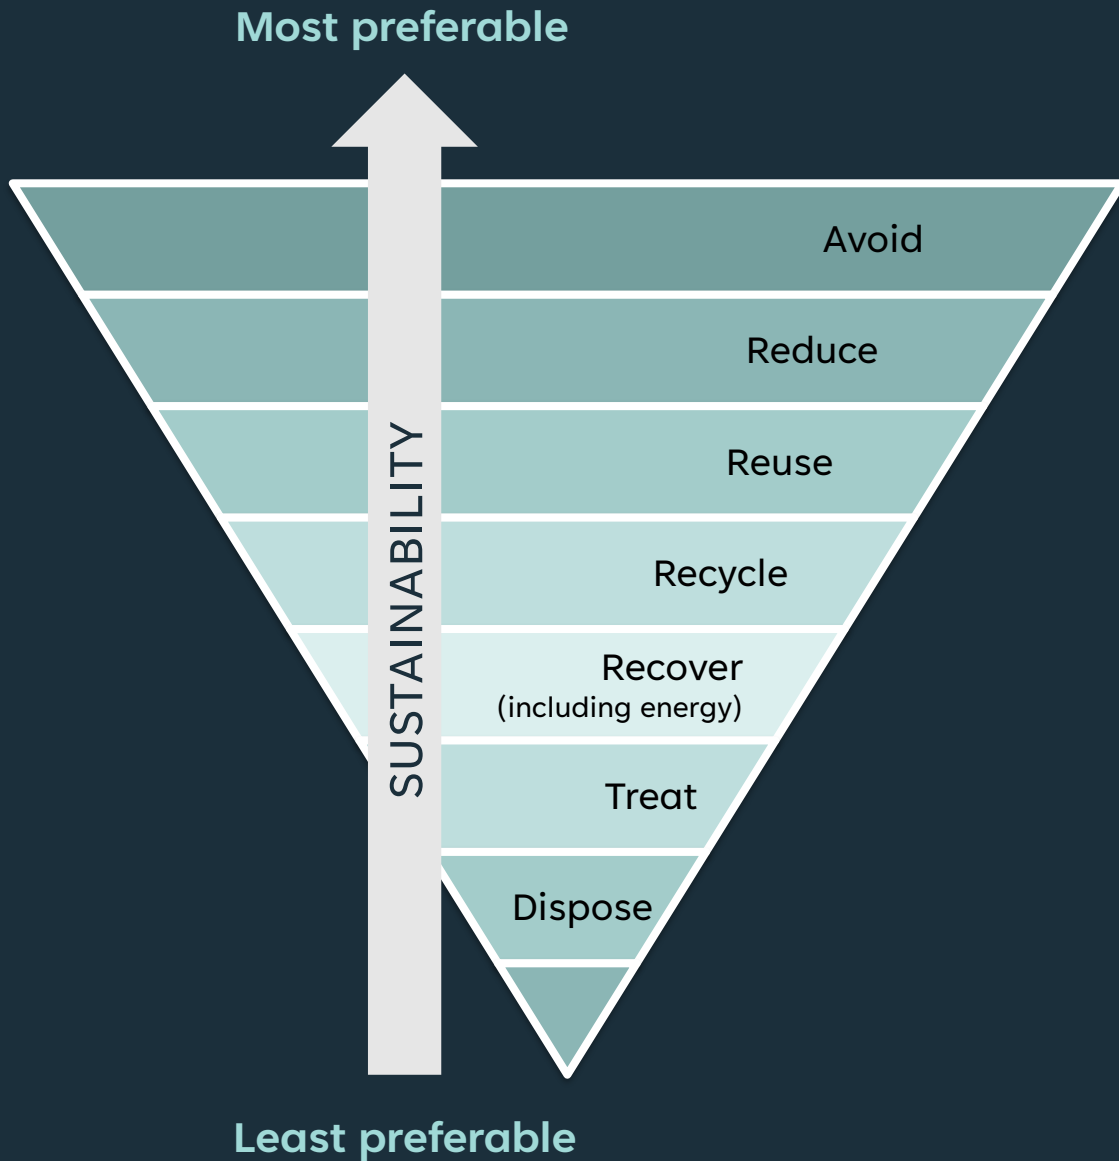 Most preferable
Avoid
Reduce
Reuse
Recycle
Recover
(including energy)
Treat
Dispose
SUSTAINABILITY
Least preferable